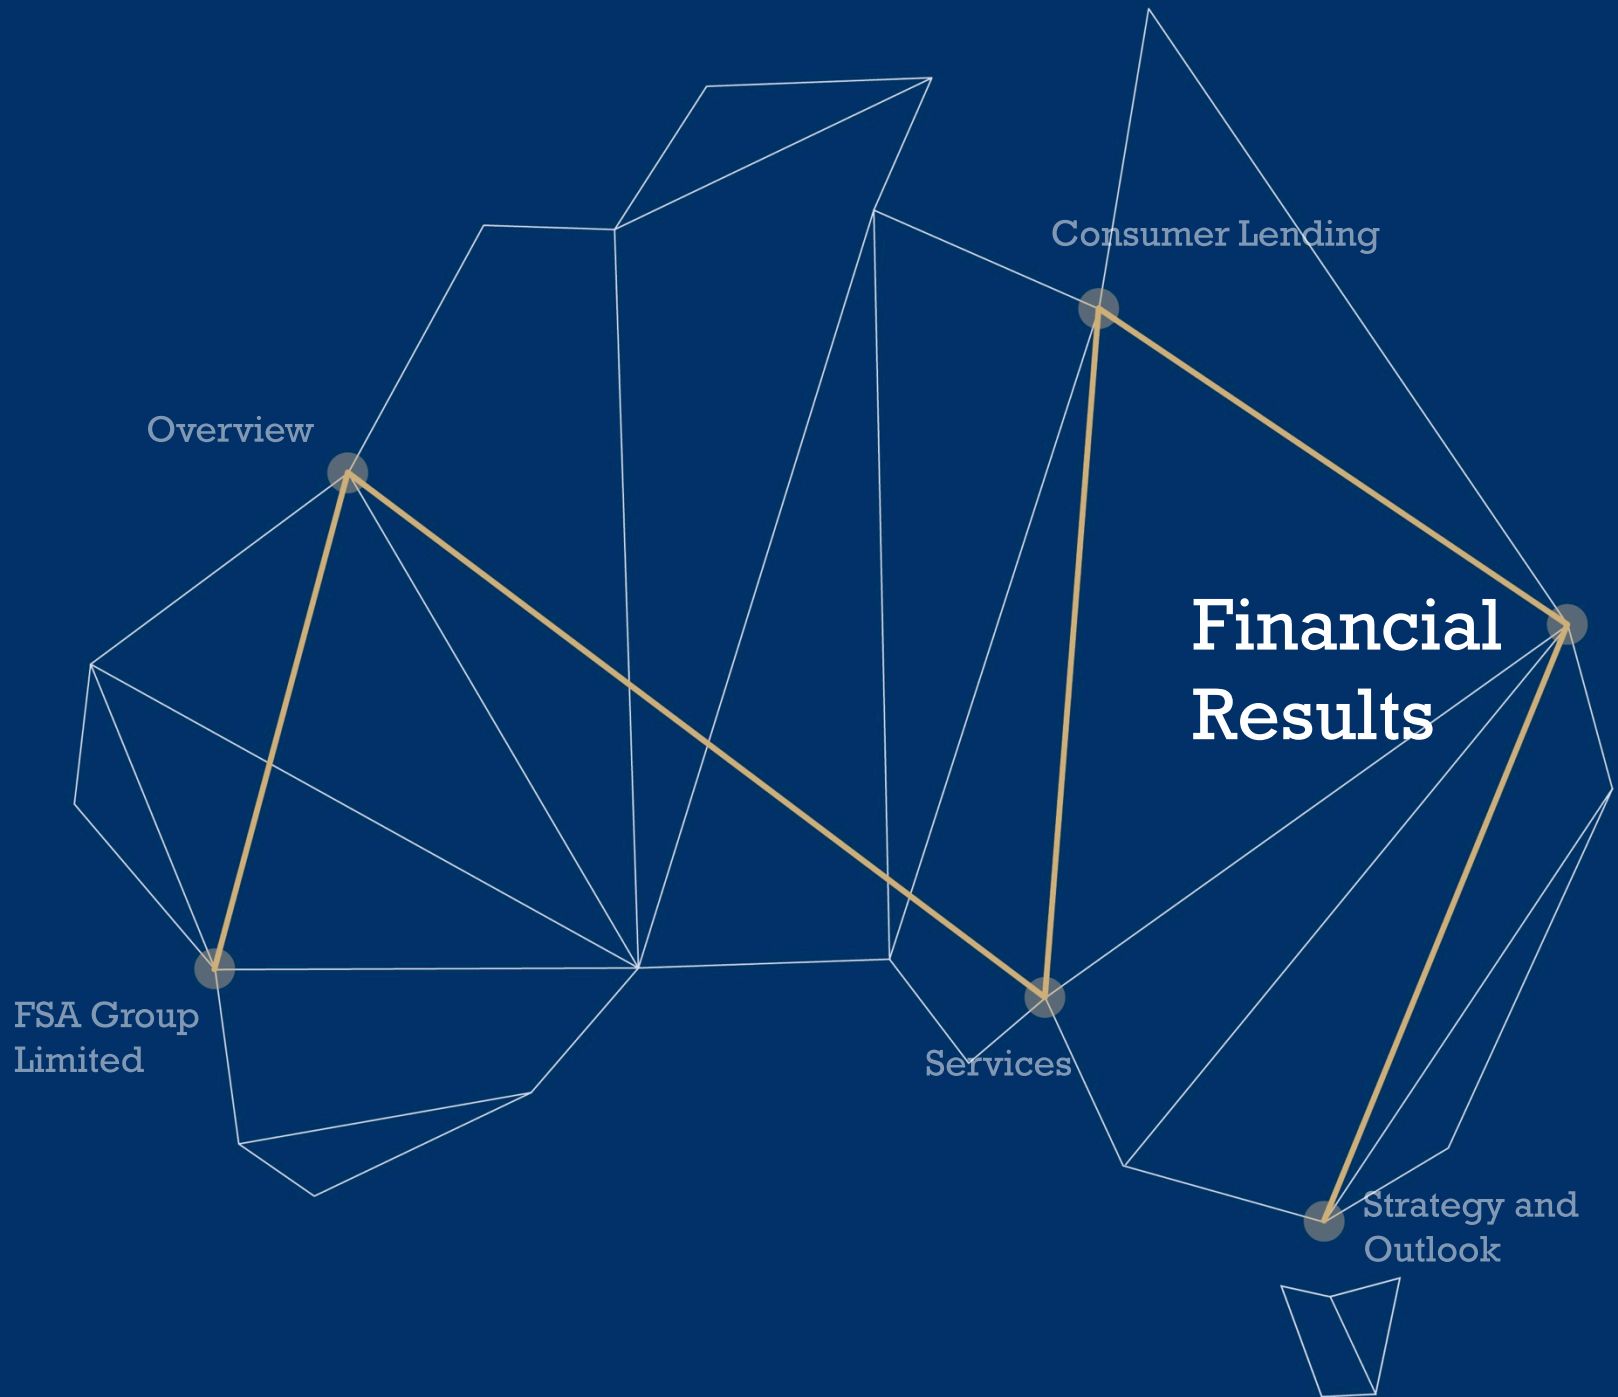 Consumer Lending
Overview
Financial
Results
FSA Group
Limited
Services
Strategy and
Outlook